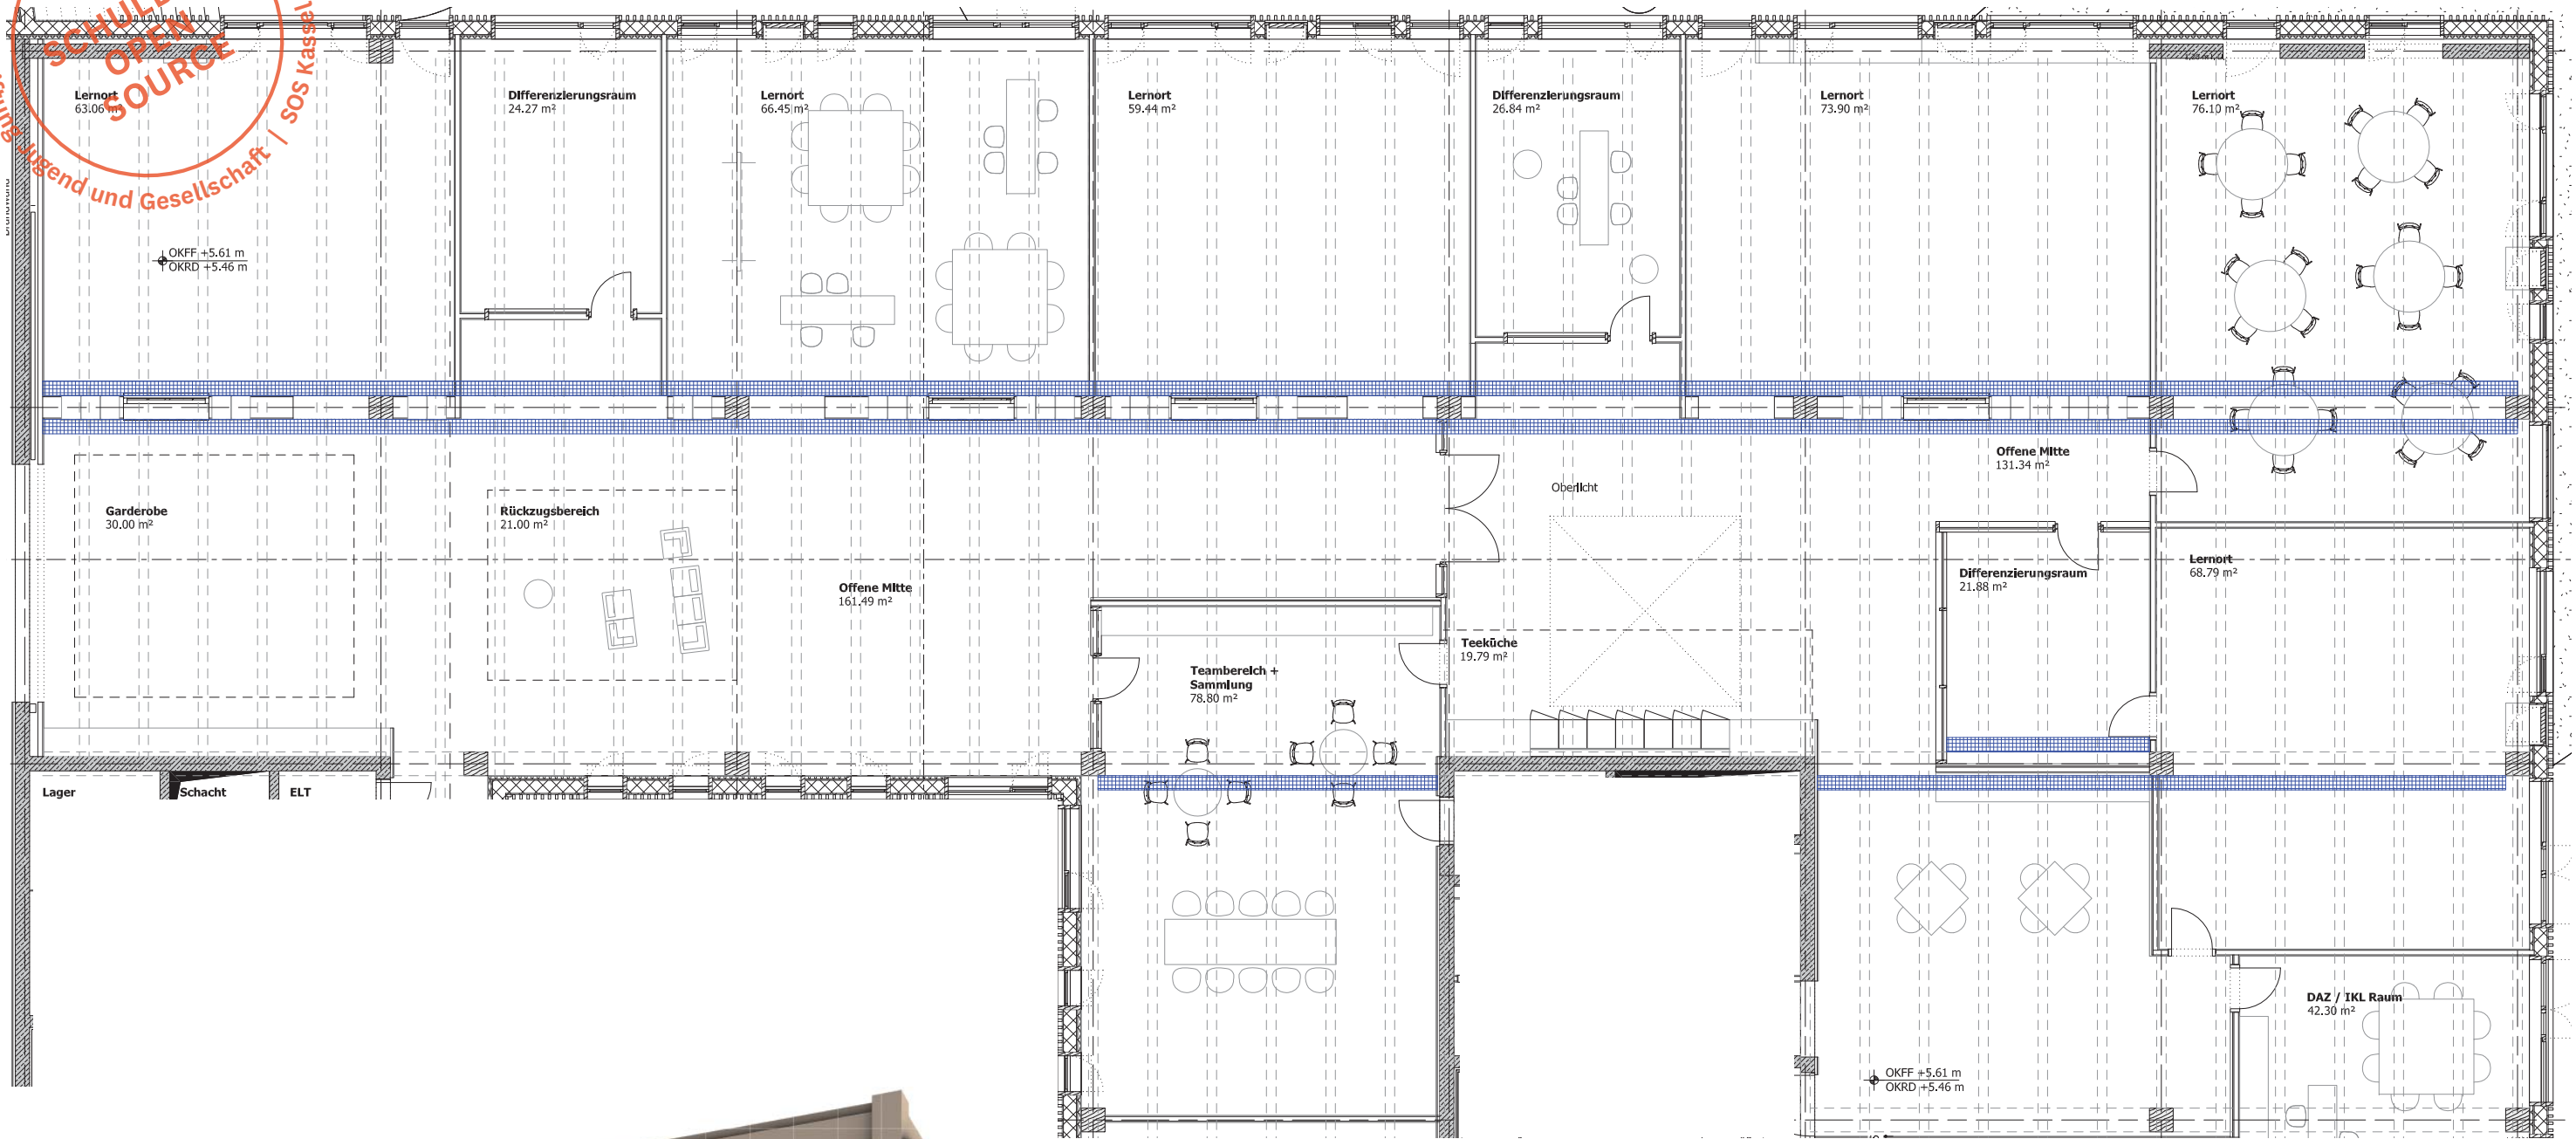 SCHULE
OPEN
SOURCE
Jugend und Gesellschaft | SOS Kassel
Lernort
63.06 m²
Differenzierungsraum
24.27 m²
Lernort
66.45 m²
Lernort
59.44 m²
Differenzierungsraum
26.84 m²
Lernort
73.90 m²
Lernort
76.10 m²
OKFF +5.61 m
OKRD +5.46 m
Garderobe
30.00 m²
Rückzugsbereich
21.00 m²
Offene Mitte
161.49 m²
Oberlicht
Offene Mitte
131.34 m²
Differenzierungsraum
21.88 m²
Lernort
68.79 m²
Teeküche
19.79 m²
Teambereich +
Sammlung
78.80 m²
Lager
Schacht
ELT
DAZ / IKL Raum
42.30 m²
OKFF +5.61 m
OKRD +5.46 m